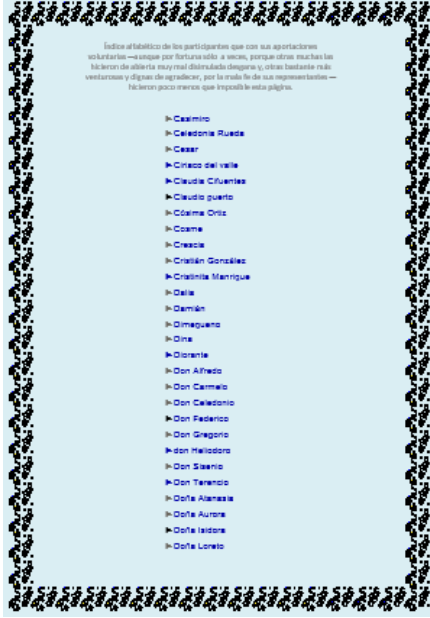 Índice alfabético de los participantes que con sus aportaciones
voluntarias —aunque por fortuna sólo a veces, porque otras muchas las
hicieron de abierta muy mal disimulada desgana y, otras bastante más
venturosas y dignas de agradecer, por la mala fe de sus representantes—
hicieron poco menos que imposible esta página.
Casimiro
Celedonia Rueda
Cesar
Ciriaco del valle
Claudia Cifuentes
Claudio puerto
Cósima Ortiz
Cosme
Crescia
Cristián González
Cristinita Manrique
Dalia
Damián
Dimegueno
Dina
Diorante
Don Alfredo
Don Carmelo
Don Celedonio
Don Federico
Don Gregorio
don Heliodoro
Don Sisenio
Don Terencio
Doña Atanasia
Doña Aurora
Doña Isidora
Doña Loreto